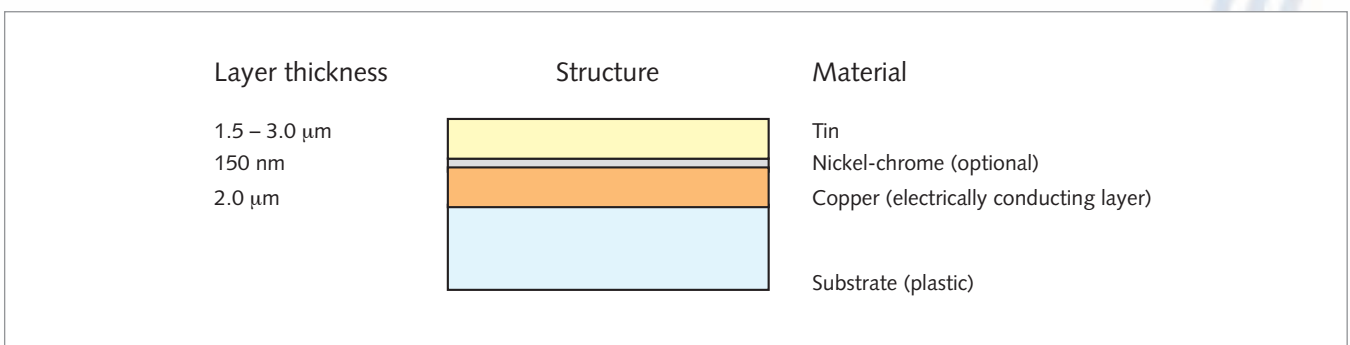 Layer thickness Structure Material
1.5 – 3.0 μm Tin
150 nm Nickel-chrome (optional)
2.0 μm Copper (electrically conducting layer)
Substrate (plastic)